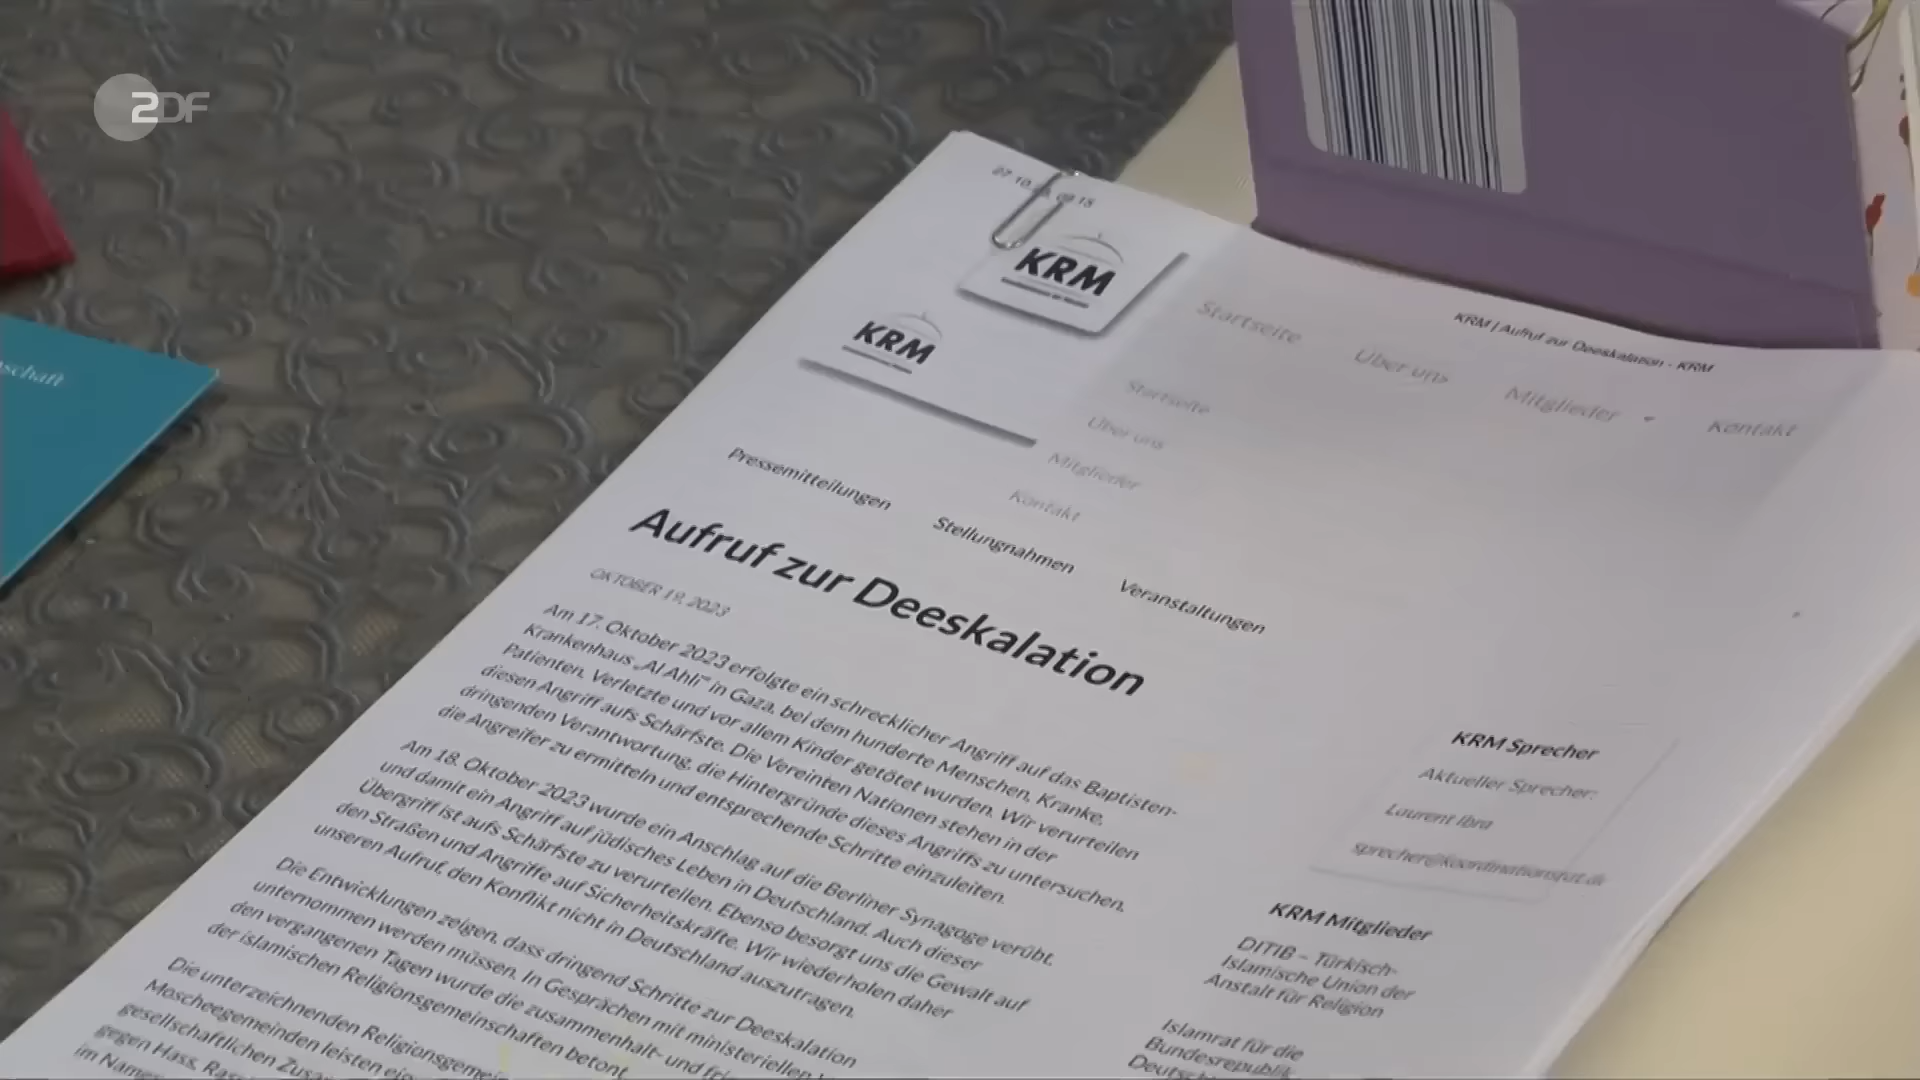 ZDF
schaft
KRM
KRM
KRM | Aufruf zur Deeskalation - KRM
Startseite
Über uns
Mitglieder
Kontakt
Startseite
Über uns
Mitglieder
Kontakt
Pressemitteilungen
Stellungnahmen
Veranstaltungen
Aufruf zur Deeskalation
OKTOBER 19, 2023
Am 17. Oktober 2023 erfolgte ein schrecklicher Angriff auf das Baptisten-
Krankenhaus „Al Ahli“ in Gaza, bei dem hunderte Menschen, Kranke,
Patienten, Verletzte und vor allem Kinder getötet wurden. Wir verurteilen
diesen Angriff aufs Schärfste. Die Vereinten Nationen stehen in der
dringenden Verantwortung, die Hintergründe dieses Angriffs zu untersuchen,
die Angreifer zu ermitteln und entsprechende Schritte einzuleiten.
Am 18. Oktober 2023 wurde ein Anschlag auf die Berliner Synagoge verübt,
und damit ein Angriff auf jüdisches Leben in Deutschland. Auch dieser
Übergriff ist aufs Schärfste zu verurteilen. Ebenso besorgt uns die Gewalt auf
den Straßen und Angriffe auf Sicherheitskräfte. Wir wiederholen daher
unseren Aufruf, den Konflikt nicht in Deutschland auszutragen.
Die Entwicklungen zeigen, dass dringend Schritte zur Deeskalation
unternommen werden müssen. In Gesprächen mit ministeriellen
den vergangenen Tagen wurde die zusammenhalt- und
der islamischen Religionsgemeinschaften betont.
Die unterzeichnenden
Moscheegemeinden leisten
gesellschaftlichen
gegen Hass,
im
KRM Sprecher
Aktueller Sprecher:
Laurent Ibra
KRM Mitglieder
DITIB – Türkisch-
Islamische Union der
Anstalt für Religion
Islamrat für die
Bundesrepublik